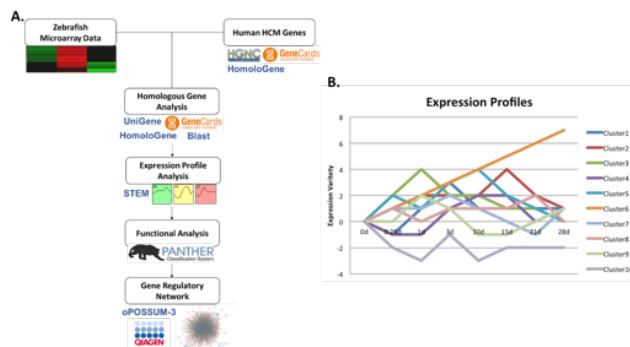 A.
Zebrafish
Microarray Data
Human HCM Genes
HGNC GeneCards
HomoloGene
Homologous Gene
Analysis
UniGene GeneCards
HomoloGene Blast
Expression Profile
Analysis
STEM
Functional Analysis
PANTHER
Classification System
Gene Regulatory
Network
oPOSSUM-3
QIAGEN
B.
Expression Profiles
Expression Varitety
8
6
4
2
0
-2
-4
0d
1d
3d
10d
15d
21d
28d
Cluster1
Cluster2
Cluster3
Cluster4
Cluster5
Cluster6
Cluster7
Cluster8
Cluster9
Cluster10